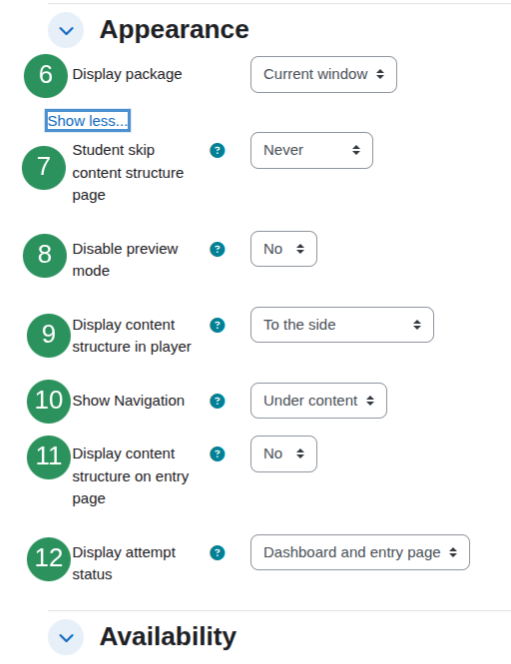 Appearance
6 Display package Current window
Show less...
7 Student skip ? Never
content structure
page
8 Disable preview ? No
mode
9 Display content ? To the side
structure in player
10 Show Navigation ? Under content
11 Display content ? No
structure on entry
page
12 Display attempt ? Dashboard and entry page
status
Availability